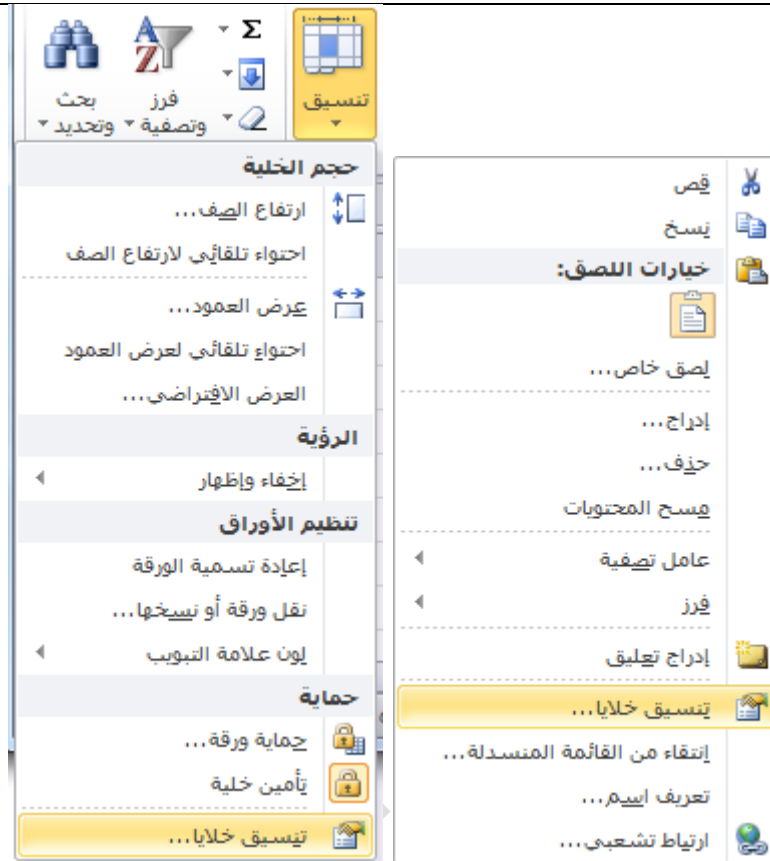 Σ
تنسيق
فرز
وتصفية
بحث
وتحديد
حجم الخلية
ارتفاع الصف...
احتواء تلقائي لارتفاع الصف
عرض العمود...
احتواء تلقائي لعرض العمود
العرض الافتراضي...
الرؤية
إخفاء وإظهار
تنظيم الأوراق
إعادة تسمية الورقة
نقل ورقة أو نسخها...
لون علامة التبويب
حماية
حماية ورقة...
تأمين خلية
تنسيق خلايا...
قص
نسخ
خيارات اللصق:
لصق خاص...
إدراج...
حذف...
مسح المحتويات
عامل تصفية
فرز
إدراج تعليق
تنسيق خلايا...
إنتقاء من القائمة المنسدلة...
تعريف اسم...
ارتباط تشعبي...